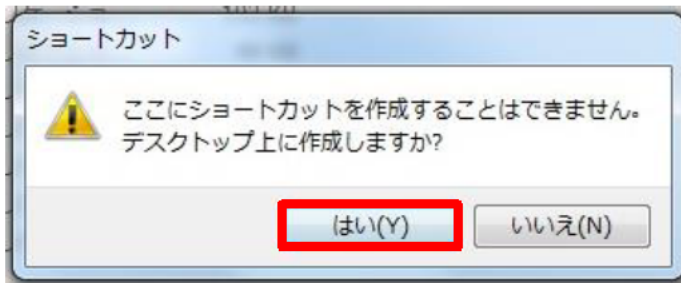 ショートカット
ここにショートカットを作成することはできません。
デスクトップ上に作成しますか?
はい(Y)
いいえ(N)